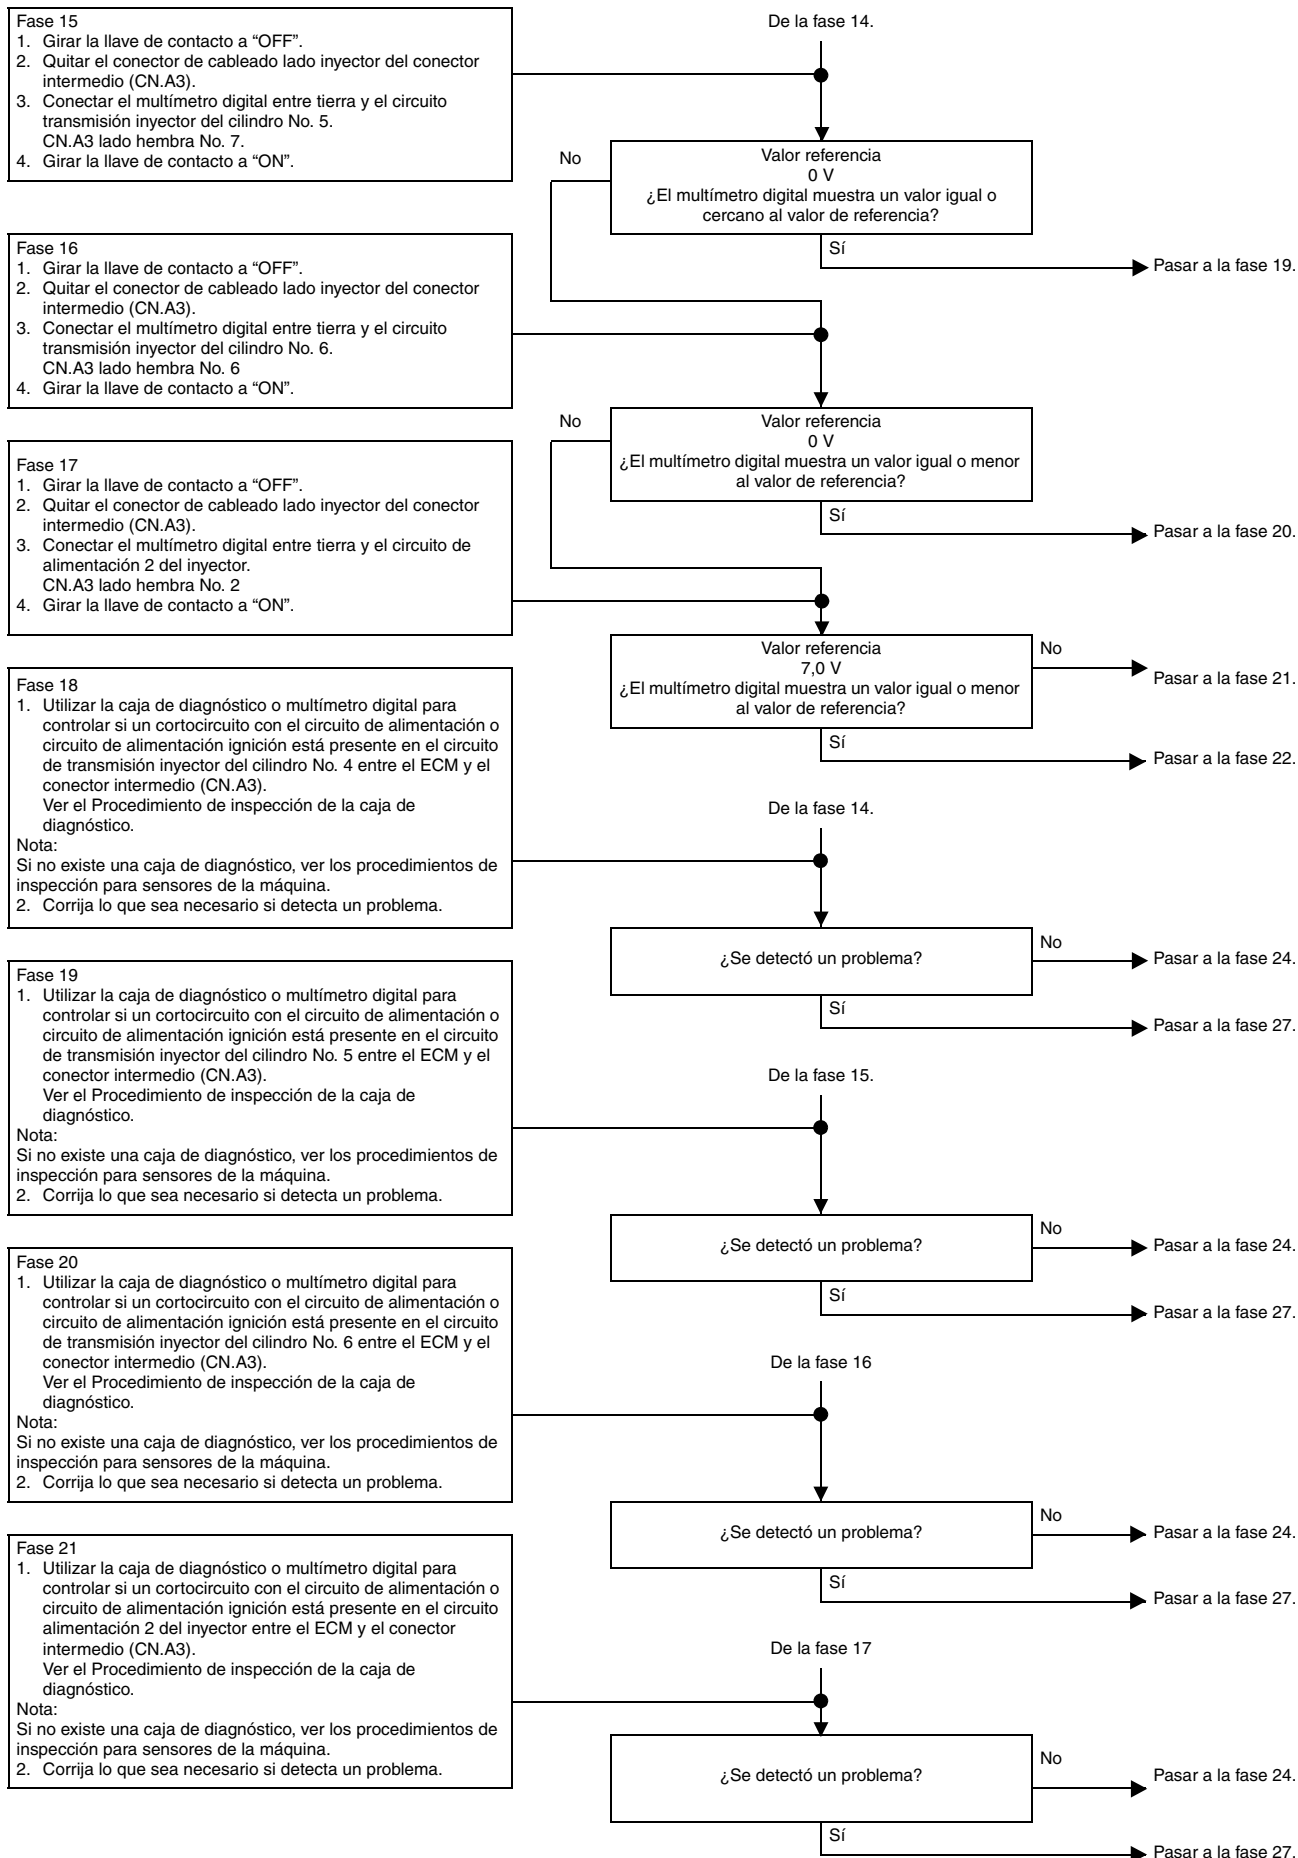 Fase 15
1. Girar la llave de contacto a “OFF”.
2. Quitar el conector de cableado lado inyector del conector
intermedio (CN.A3).
3. Conectar el multímetro digital entre tierra y el circuito
transmisión inyector del cilindro No. 5.
CN.A3 lado hembra No. 7.
4. Girar la llave de contacto a “ON”.
De la fase 14.
No
Valor referencia
0 V
¿El multímetro digital muestra un valor igual o
cercano al valor de referencia?
Sí
Pasar a la fase 19.
Fase 16
1. Girar la llave de contacto a “OFF”.
2. Quitar el conector de cableado lado inyector del conector
intermedio (CN.A3).
3. Conectar el multímetro digital entre tierra y el circuito
transmisión inyector del cilindro No. 6.
CN.A3 lado hembra No. 6
4. Girar la llave de contacto a “ON”.
No
Valor referencia
0 V
¿El multímetro digital muestra un valor igual o menor
al valor de referencia?
Sí
Pasar a la fase 20.
Fase 17
1. Girar la llave de contacto a “OFF”.
2. Quitar el conector de cableado lado inyector del conector
intermedio (CN.A3).
3. Conectar el multímetro digital entre tierra y el circuito de
alimentación 2 del inyector.
CN.A3 lado hembra No. 2
4. Girar la llave de contacto a “ON”.
Valor referencia
7,0 V
¿El multímetro digital muestra un valor igual o menor
al valor de referencia?
No
Pasar a la fase 21.
Sí
Pasar a la fase 22.
Fase 18
1. Utilizar la caja de diagnóstico o multímetro digital para
controlar si un cortocircuito con el circuito de alimentación o
circuito de alimentación ignición está presente en el circuito
de transmisión inyector del cilindro No. 4 entre el ECM y el
conector intermedio (CN.A3).
Ver el Procedimiento de inspección de la caja de
diagnóstico.
Nota:
Si no existe una caja de diagnóstico, ver los procedimientos de
inspección para sensores de la máquina.
2. Corrija lo que sea necesario si detecta un problema.
De la fase 14.
¿Se detectó un problema?
No
Pasar a la fase 24.
Sí
Pasar a la fase 27.
Fase 19
1. Utilizar la caja de diagnóstico o multímetro digital para
controlar si un cortocircuito con el circuito de alimentación o
circuito de alimentación ignición está presente en el circuito
de transmisión inyector del cilindro No. 5 entre el ECM y el
conector intermedio (CN.A3).
Ver el Procedimiento de inspección de la caja de
diagnóstico.
Nota:
Si no existe una caja de diagnóstico, ver los procedimientos de
inspección para sensores de la máquina.
2. Corrija lo que sea necesario si detecta un problema.
De la fase 15.
¿Se detectó un problema?
No
Pasar a la fase 24.
Sí
Pasar a la fase 27.
Fase 20
1. Utilizar la caja de diagnóstico o multímetro digital para
controlar si un cortocircuito con el circuito de alimentación o
circuito de alimentación ignición está presente en el circuito
de transmisión inyector del cilindro No. 6 entre el ECM y el
conector intermedio (CN.A3).
Ver el Procedimiento de inspección de la caja de
diagnóstico.
Nota:
Si no existe una caja de diagnóstico, ver los procedimientos de
inspección para sensores de la máquina.
2. Corrija lo que sea necesario si detecta un problema.
De la fase 16
¿Se detectó un problema?
No
Pasar a la fase 24.
Sí
Pasar a la fase 27.
Fase 21
1. Utilizar la caja de diagnóstico o multímetro digital para
controlar si un cortocircuito con el circuito de alimentación o
circuito de alimentación ignición está presente en el circuito
alimentación 2 del inyector entre el ECM y el conector
intermedio (CN.A3).
Ver el Procedimiento de inspección de la caja de
diagnóstico.
Nota:
Si no existe una caja de diagnóstico, ver los procedimientos de
inspección para sensores de la máquina.
2. Corrija lo que sea necesario si detecta un problema.
De la fase 17
¿Se detectó un problema?
No
Pasar a la fase 24.
Sí
Pasar a la fase 27.